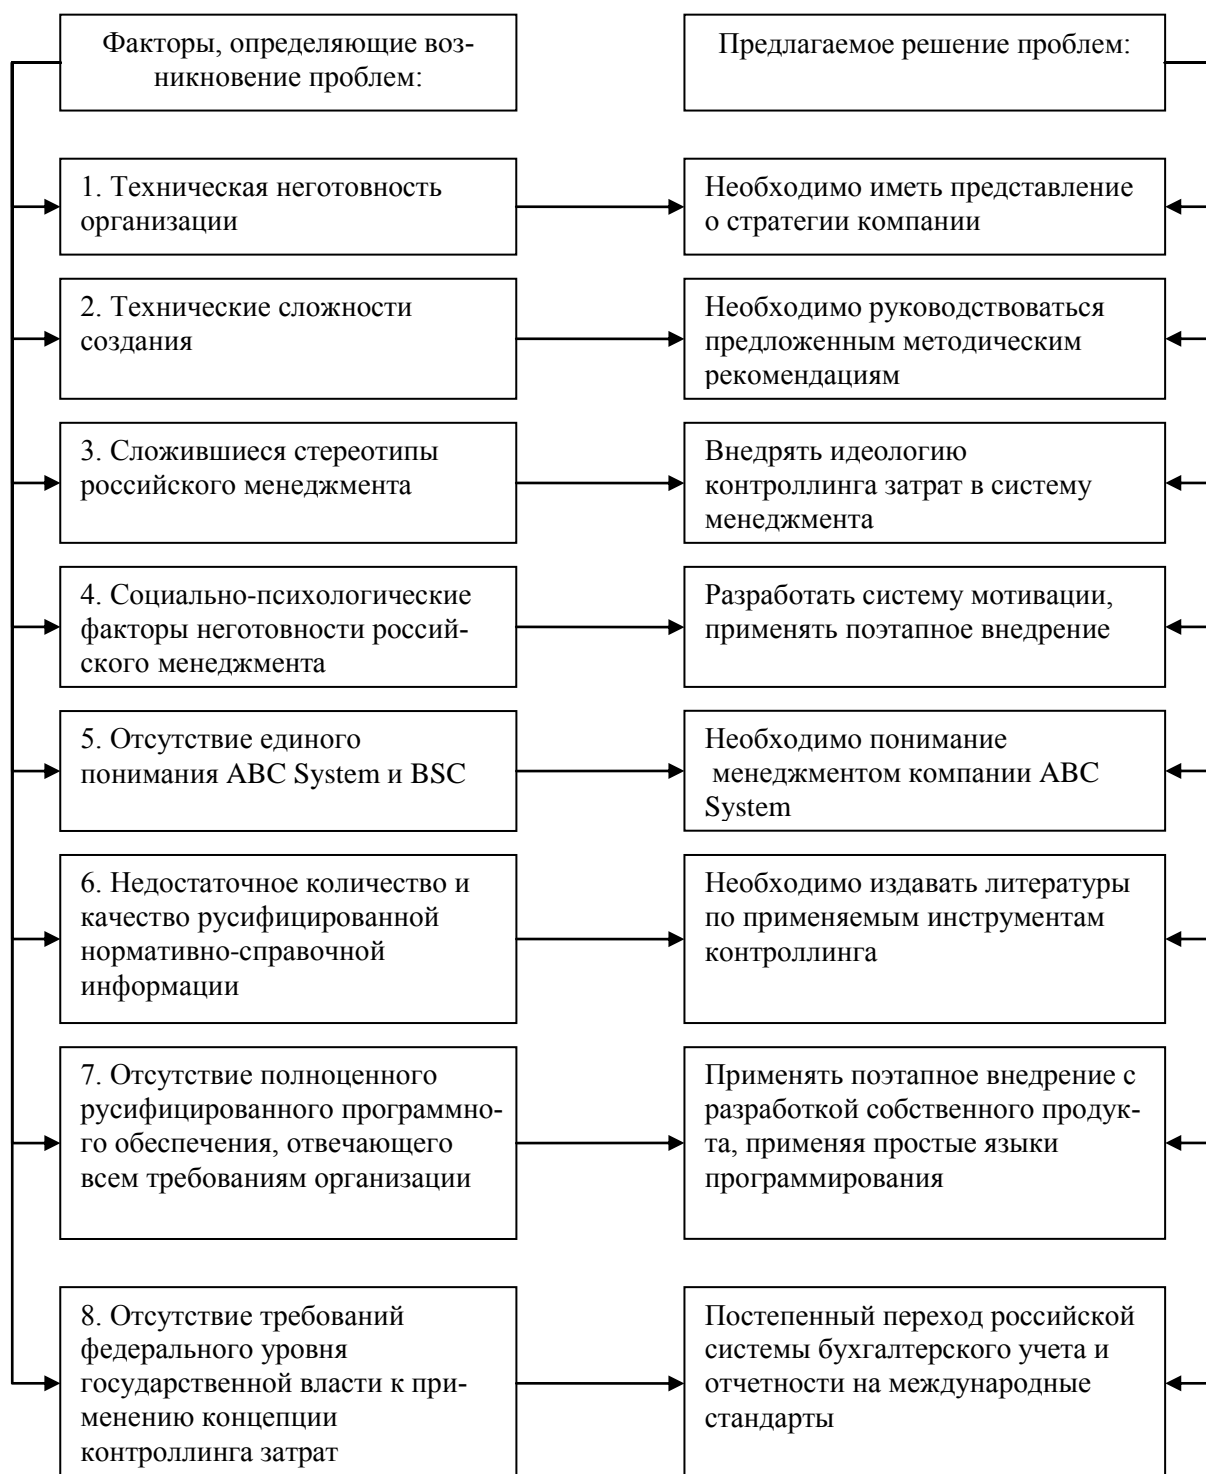 Факторы, определяющие воз-
никновение проблем:
Предлагаемое решение проблем:
1. Техническая неготовность
организации
Необходимо иметь представление
о стратегии компании
2. Технические сложности
создания
Необходимо руководствоваться
предложенным методическим
рекомендациям
3. Сложившиеся стереотипы
российского менеджмента
Внедрять идеологию
контроллинга затрат в систему
менеджмента
4. Социально-психологические
факторы неготовности россий-
ского менеджмента
Разработать систему мотивации,
применять поэтапное внедрение
5. Отсутствие единого
понимания ABC System и BSC
Необходимо понимание
менеджментом компании ABC
System
6. Недостаточное количество и
качество русифицированной
нормативно-справочной
информации
Необходимо издавать литературы
по применяемым инструментам
контроллинга
7. Отсутствие полноценного
русифицированного программно-
го обеспечения, отвечающего
всем требованиям организации
Применять поэтапное внедрение с
разработкой собственного продук-
та, применяя простые языки
программирования
8. Отсутствие требований
федерального уровня
государственной власти к при-
менению концепции
контроллинга затрат
Постепенный переход российской
системы бухгалтерского учета и
отчетности на международные
стандарты